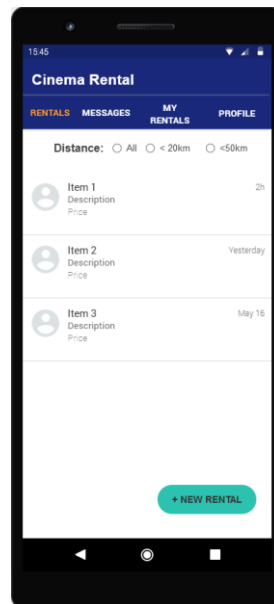 15:45
Cinema Rental
RENTALS MESSAGES MY RENTALS PROFILE
Distance: All < 20km <50km
Item 1 2h
Description
Price
Item 2 Yesterday
Description
Price
Item 3 May 16
Description
Price
+ NEW RENTAL